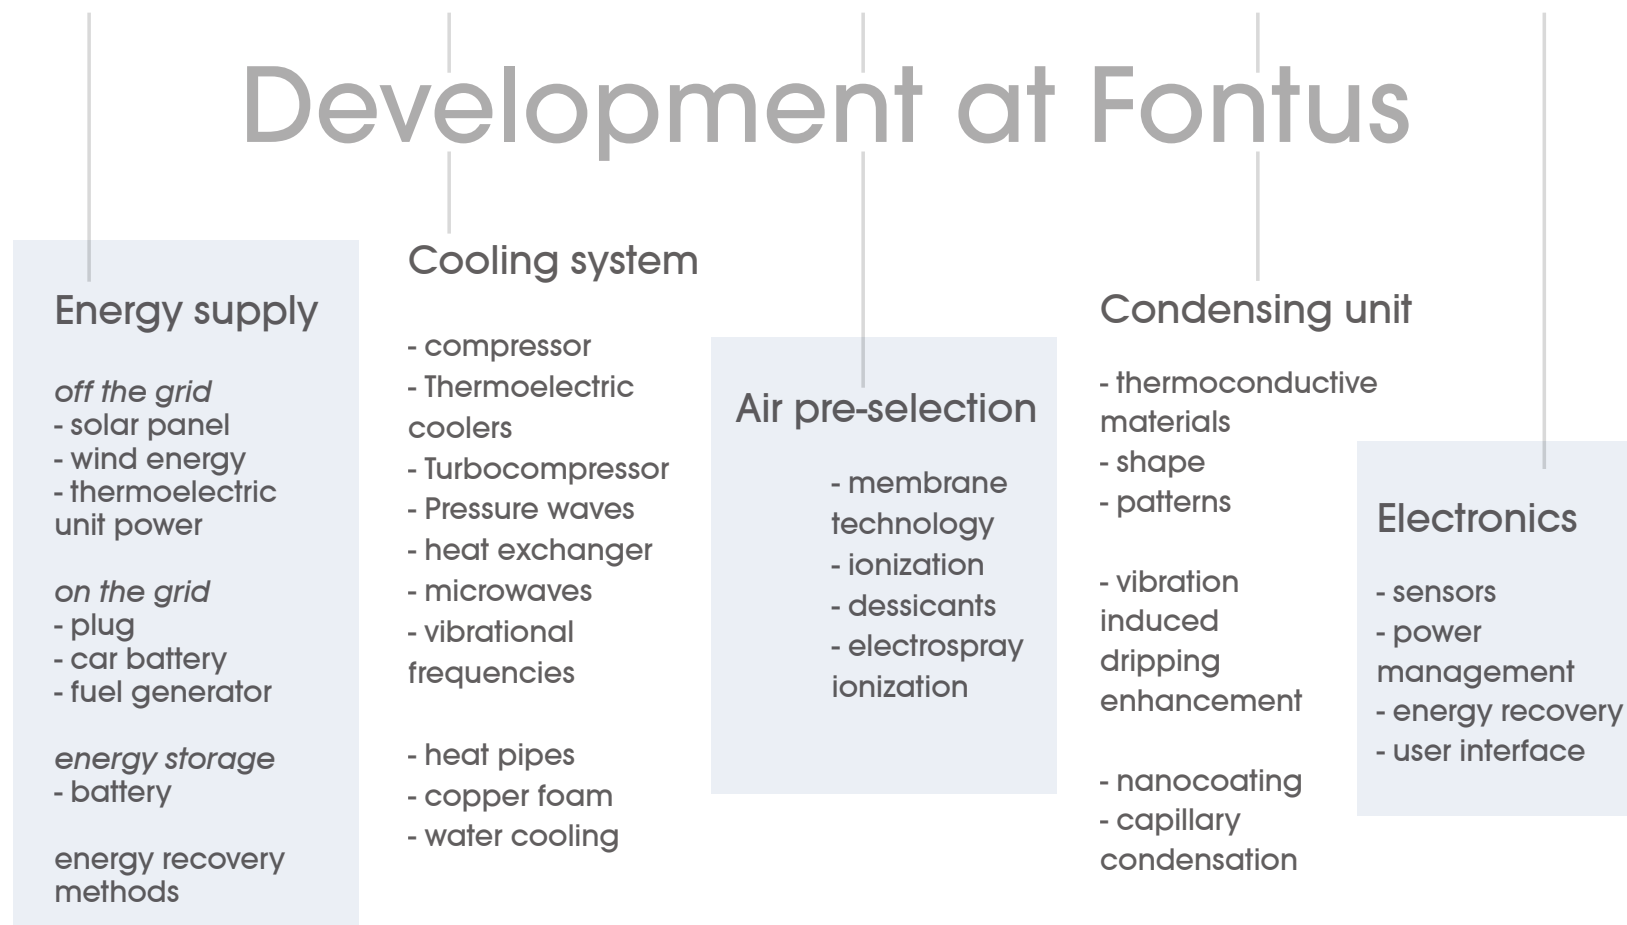 Development at Fontus
Energy supply
off the grid
- solar panel
- wind energy
- thermoelectric
unit power
on the grid
- plug
- car battery
- fuel generator
energy storage
- battery
energy recovery
methods
Cooling system
- compressor
- Thermoelectric
coolers
- Turbocompressor
- Pressure waves
- heat exchanger
- microwaves
- vibrational
frequencies
- heat pipes
- copper foam
- water cooling
Air pre-selection
- membrane
technology
- ionization
- dessicants
- electrospray
ionization
Condensing unit
- thermoconductive
materials
- shape
- patterns
- vibration
induced
dripping
enhancement
- nanocoating
- capillary
condensation
Electronics
- sensors
- power
management
- energy recovery
- user interface